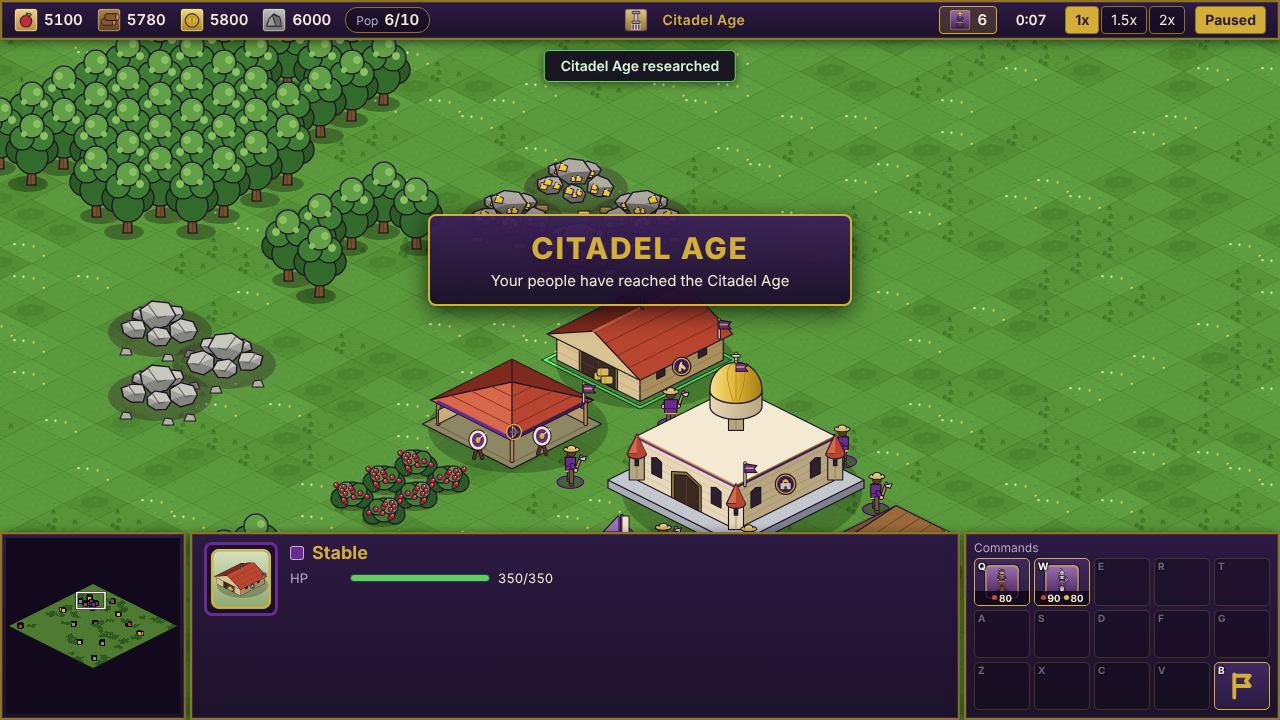 5100 5780 5800 6000 Pop 6/10 Citadel Age 6 0:07 1x 1.5x 2x Paused
Citadel Age researched
CITADEL AGE
Your people have reached the Citadel Age
Stable
HP 350/350
Commands
Q 80 W 90 80 E R T
A S D F G
Z X C V B